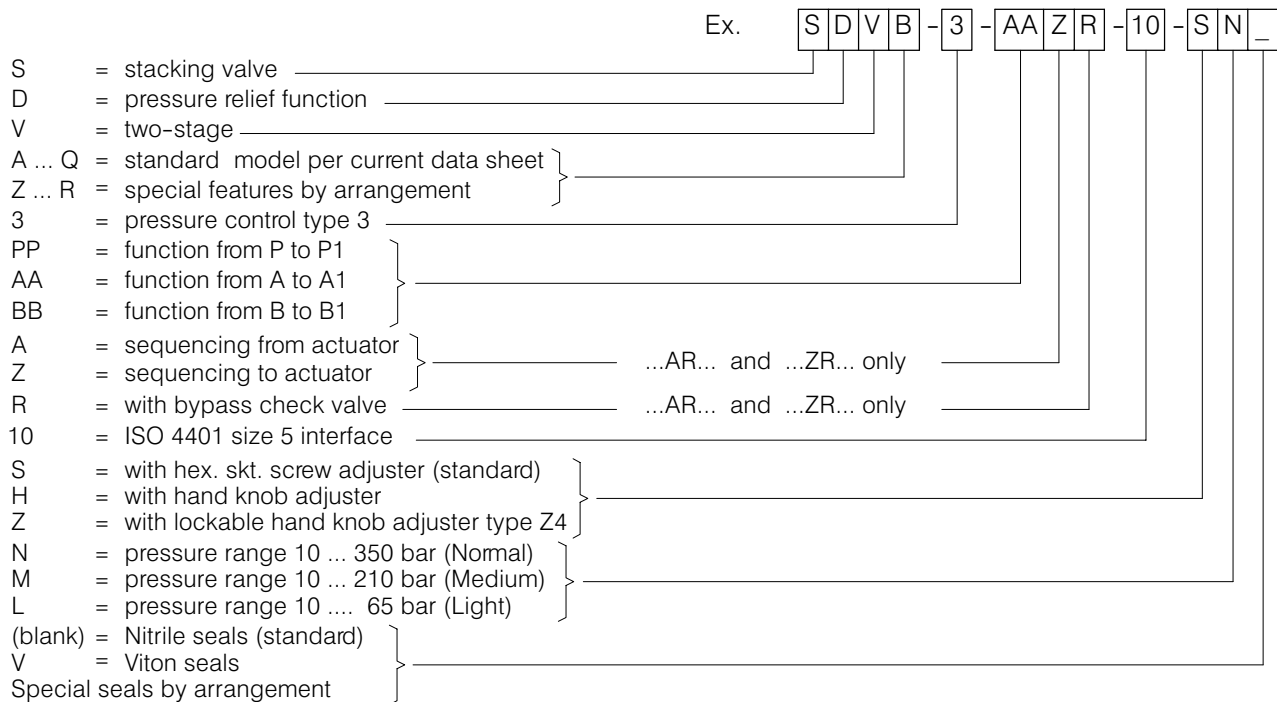 Ex. S D V B - 3 - AA Z R - 10 - S N _
S = stacking valve
D = pressure relief function
V = two-stage
A ... Q = standard model per current data sheet
Z ... R = special features by arrangement
3 = pressure control type 3
PP = function from P to P1
AA = function from A to A1
BB = function from B to B1
A = sequencing from actuator
Z = sequencing to actuator
...AR... and ...ZR... only
R = with bypass check valve ...AR... and ...ZR... only
10 = ISO 4401 size 5 interface
S = with hex. skt. screw adjuster (standard)
H = with hand knob adjuster
Z = with lockable hand knob adjuster type Z4
N = pressure range 10 ... 350 bar (Normal)
M = pressure range 10 ... 210 bar (Medium)
L = pressure range 10 .... 65 bar (Light)
(blank) = Nitrile seals (standard)
V = Viton seals
Special seals by arrangement